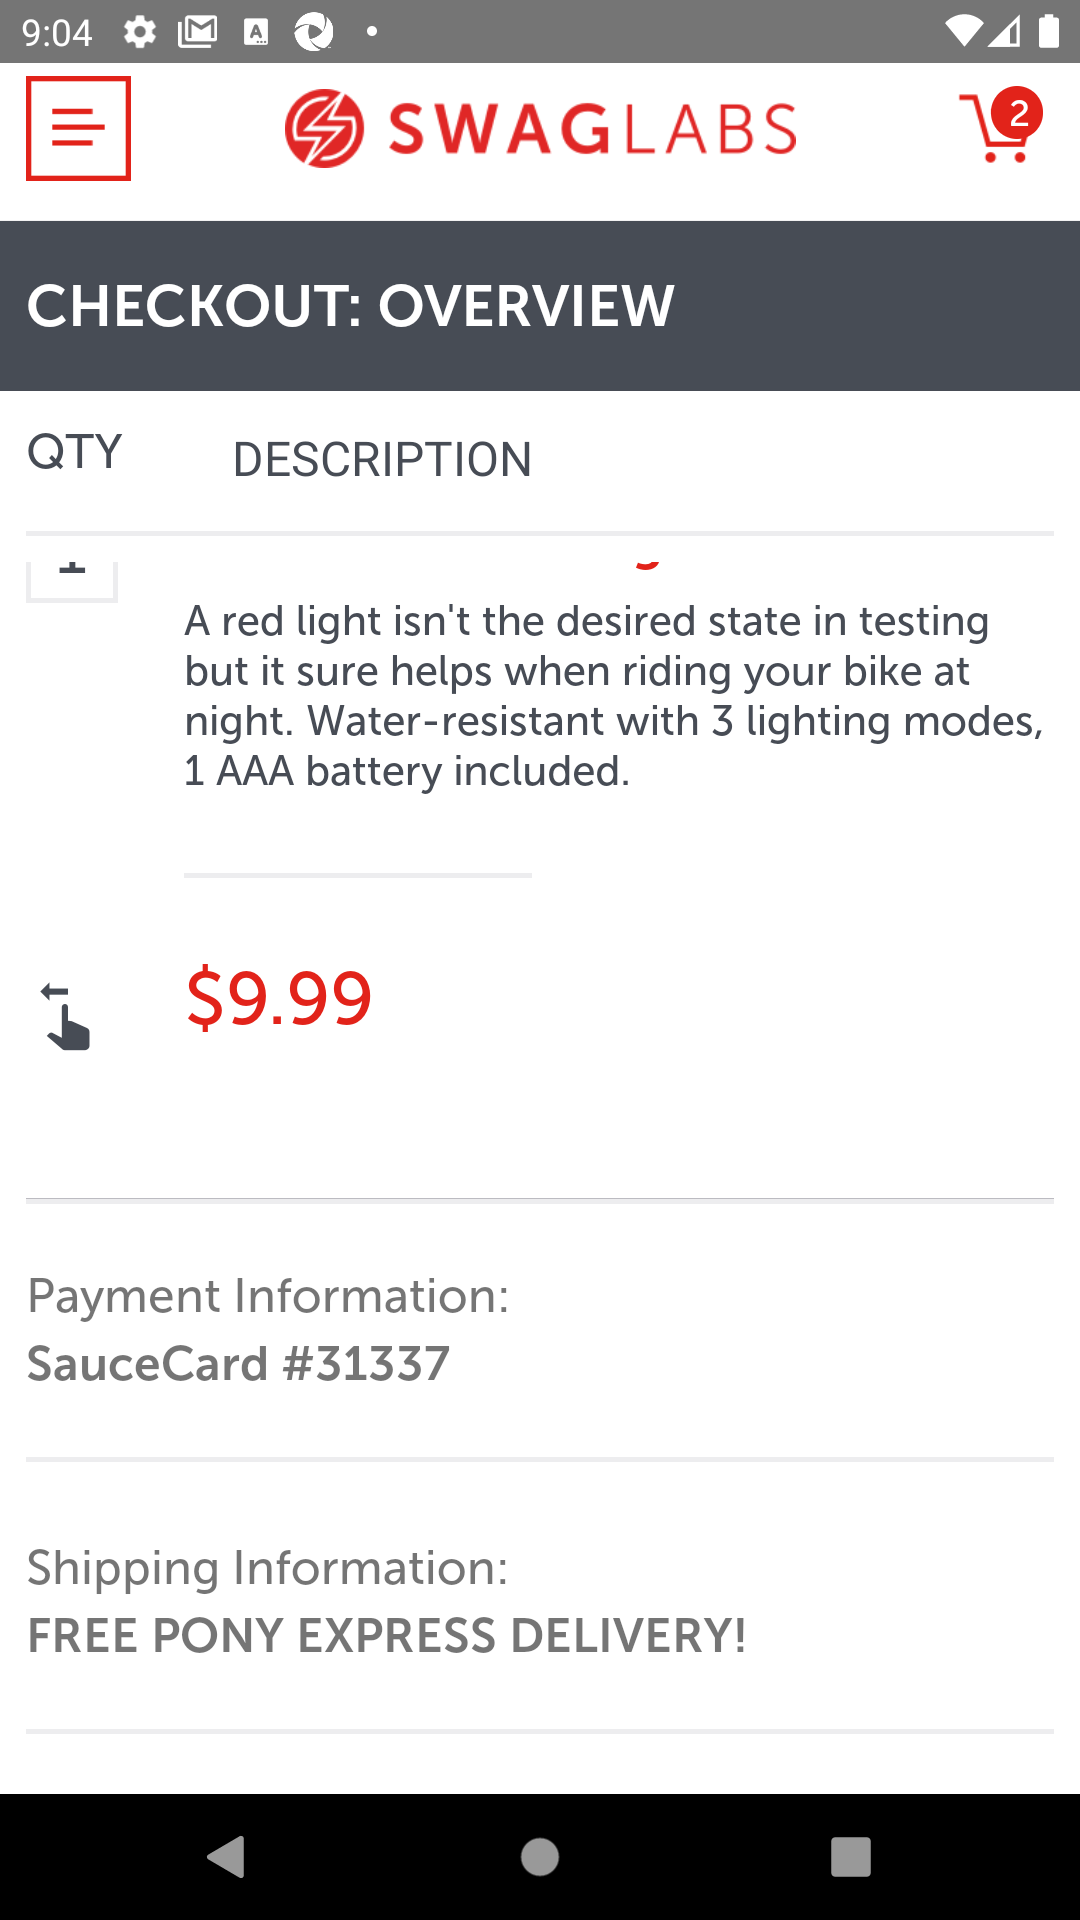 9:04
SWAGLABS
2
CHECKOUT: OVERVIEW
QTY
DESCRIPTION
A red light isn't the desired state in testing
but it sure helps when riding your bike at
night. Water-resistant with 3 lighting modes,
1 AAA battery included.
$9.99
Payment Information:
SauceCard #31337
Shipping Information:
FREE PONY EXPRESS DELIVERY!